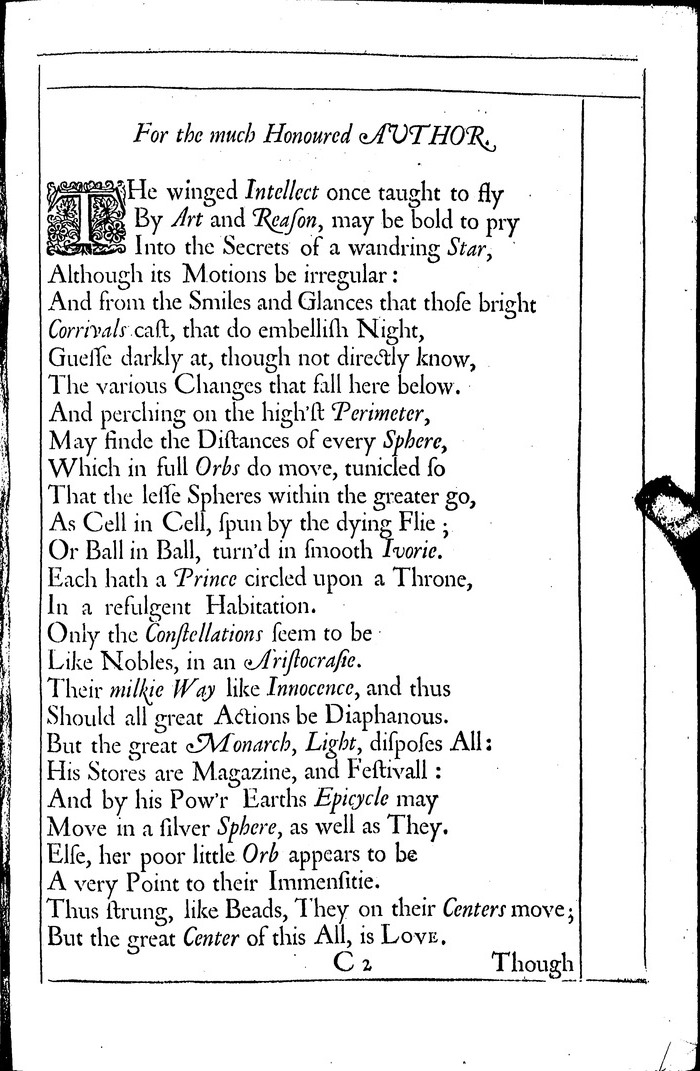 For the much Honoured AUTHOR.
THe winged Intellect once taught to fly
By Art and Reaſon, may be bold to pry
Into the Secrets of a wandring Star,
Although its Motions be irregular :
And from the Smiles and Glances that thoſe bright
Corrivals caſt, that do embelliſh Night,
Gueſſe darkly at, though not directly know,
The various Changes that fall here below.
And perching on the high'ſt Perimeter,
May finde the Diſtances of every Sphere,
Which in full Orbs do move, tunicled ſo
That the leſſe Spheres within the greater go,
As Cell in Cell, ſpun by the dying Flie ;
Or Ball in Ball, turn'd in ſmooth Ivorie.
Each hath a Prince circled upon a Throne,
In a refulgent Habitation.
Only the Conſtellations ſeem to be
Like Nobles, in an Ariſtocraſie.
Their milkie Way like Innocence, and thus
Should all great Actions be Diaphanous.
But the great Monarch, Light, diſpoſes All :
His Stores are Magazine, and Feſtivall :
And by his Pow'r Earths Epicycle may
Move in a ſilver Sphere, as well as They.
Elſe, her poor little Orb appears to be
A very Point to their Immenſitie.
Thus ſtrung, like Beads, They on their Centers move ;
But the great Center of this All, is LOVE.
C 2 Though